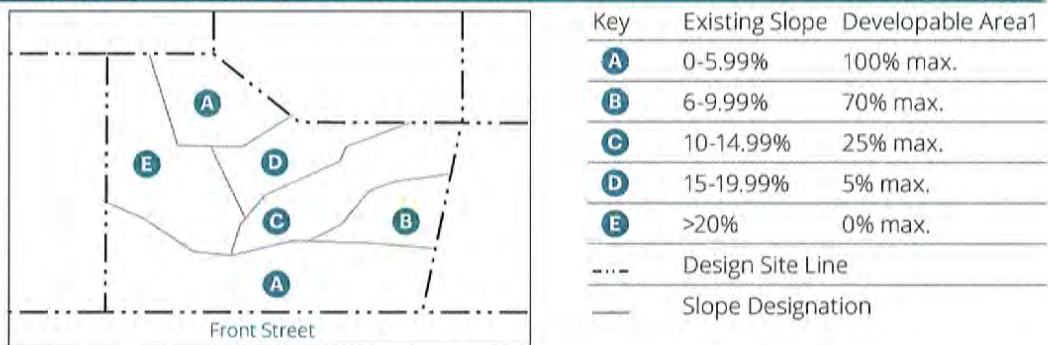 A
E
D
C
B
A
Front Street
Key Existing Slope Developable Area1
A 0-5.99% 100% max.
B 6-9.99% 70% max.
C 10-14.99% 25% max.
D 15-19.99% 5% max.
E >20% 0% max.
Design Site Line
Slope Designation